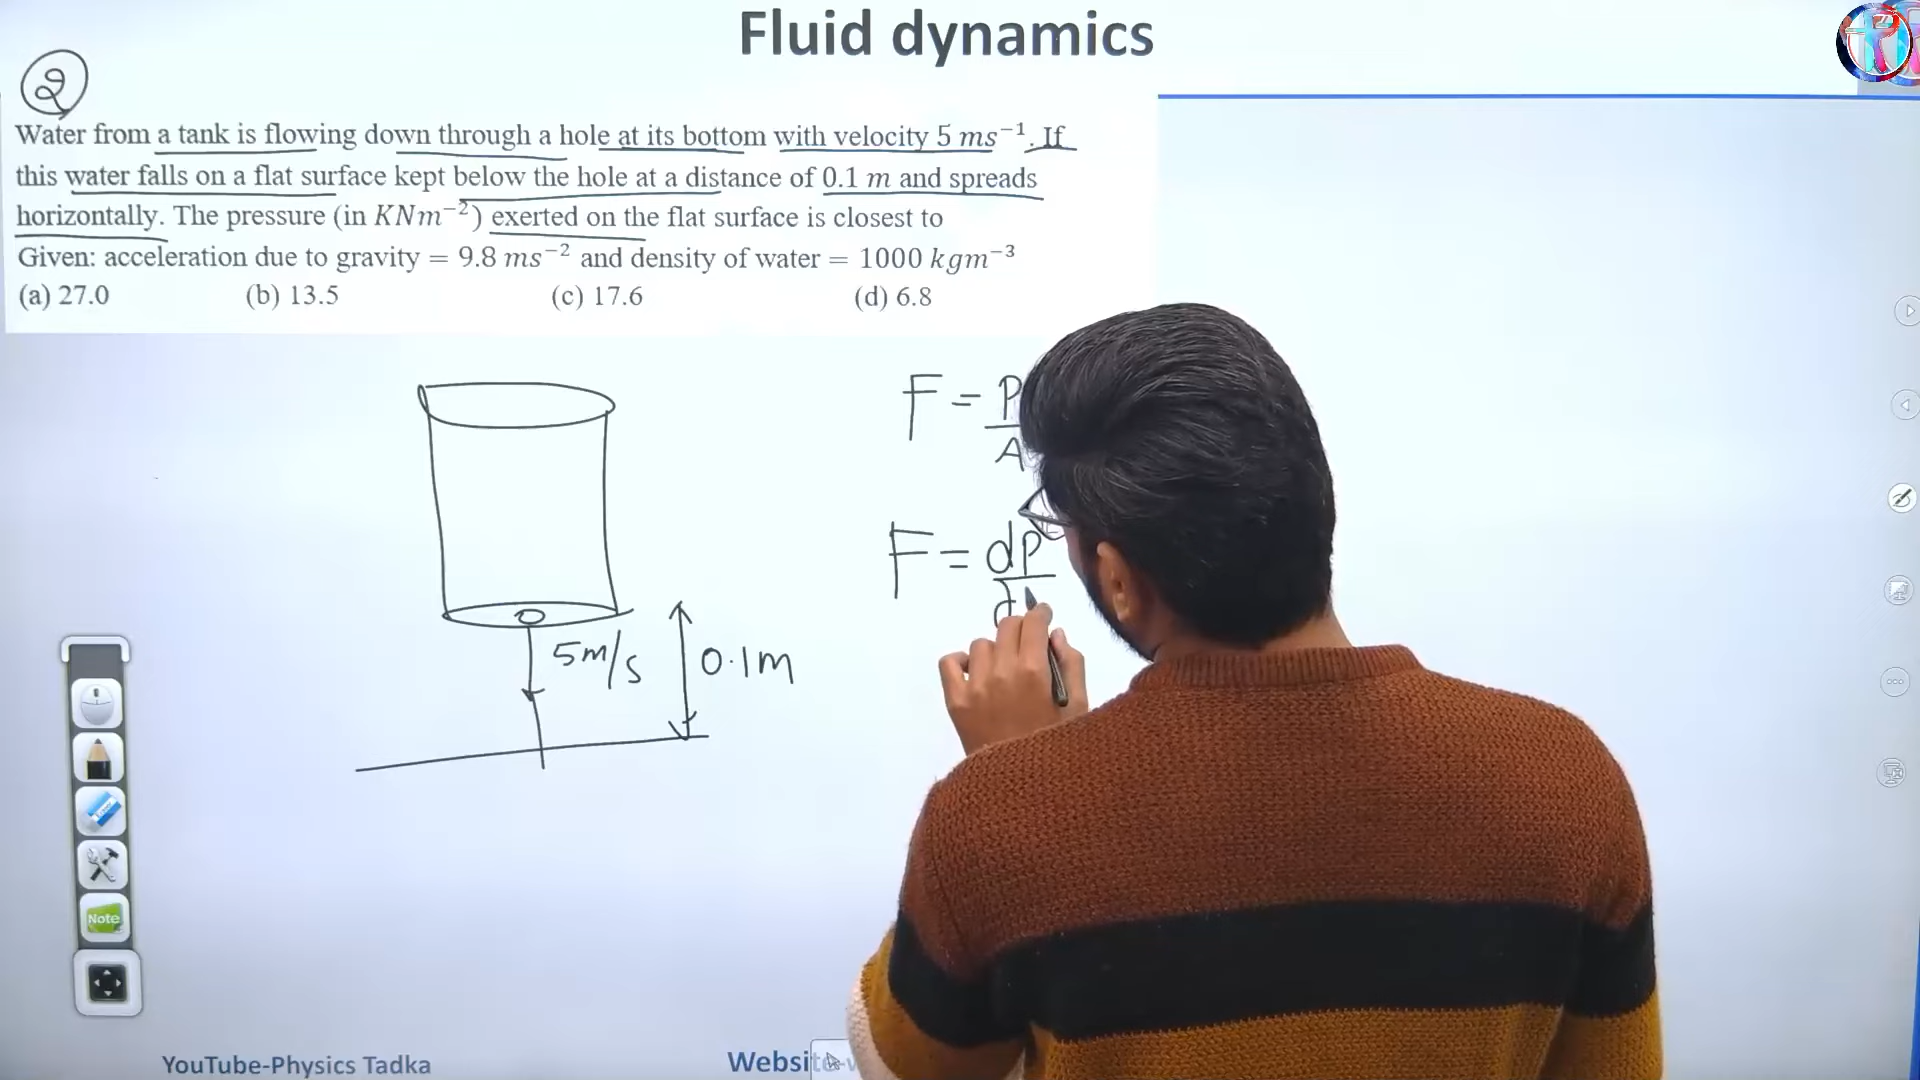 Fluid dynamics
2
Water from a tank is flowing down through a hole at its bottom with velocity 5 ms⁻¹. If
this water falls on a flat surface kept below the hole at a distance of 0.1 m and spreads
horizontally. The pressure (in KNm⁻²) exerted on the flat surface is closest to
Given: acceleration due to gravity = 9.8 ms⁻² and density of water = 1000 kgm⁻³
(a) 27.0 (b) 13.5 (c) 17.6 (d) 6.8
F = P/A
F = dP/
5m/s
0.1m
Note
YouTube-Physics Tadka